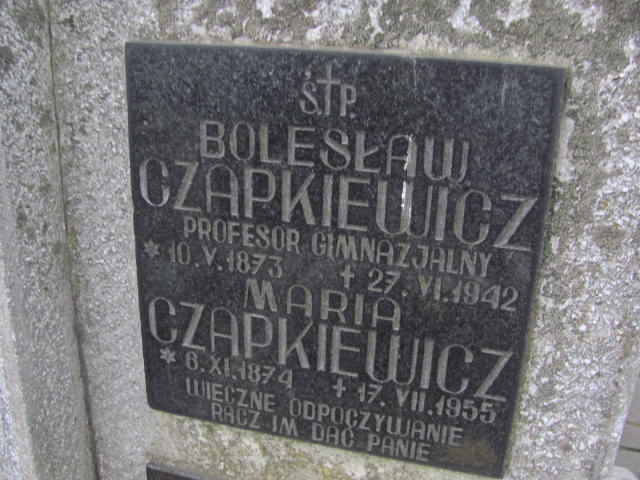 Ś†P.
BOLESŁAW
CZAPKIEWICZ
PROFESOR GIMNAZJALNY
* 10.V.1873 † 27.VI.1942
MARIA
CZAPKIEWICZ
* 6.XI.1874 † 17.VII.1955
WIECZNE ODPOCZYWANIE
RACZ IM DAĆ PANIE